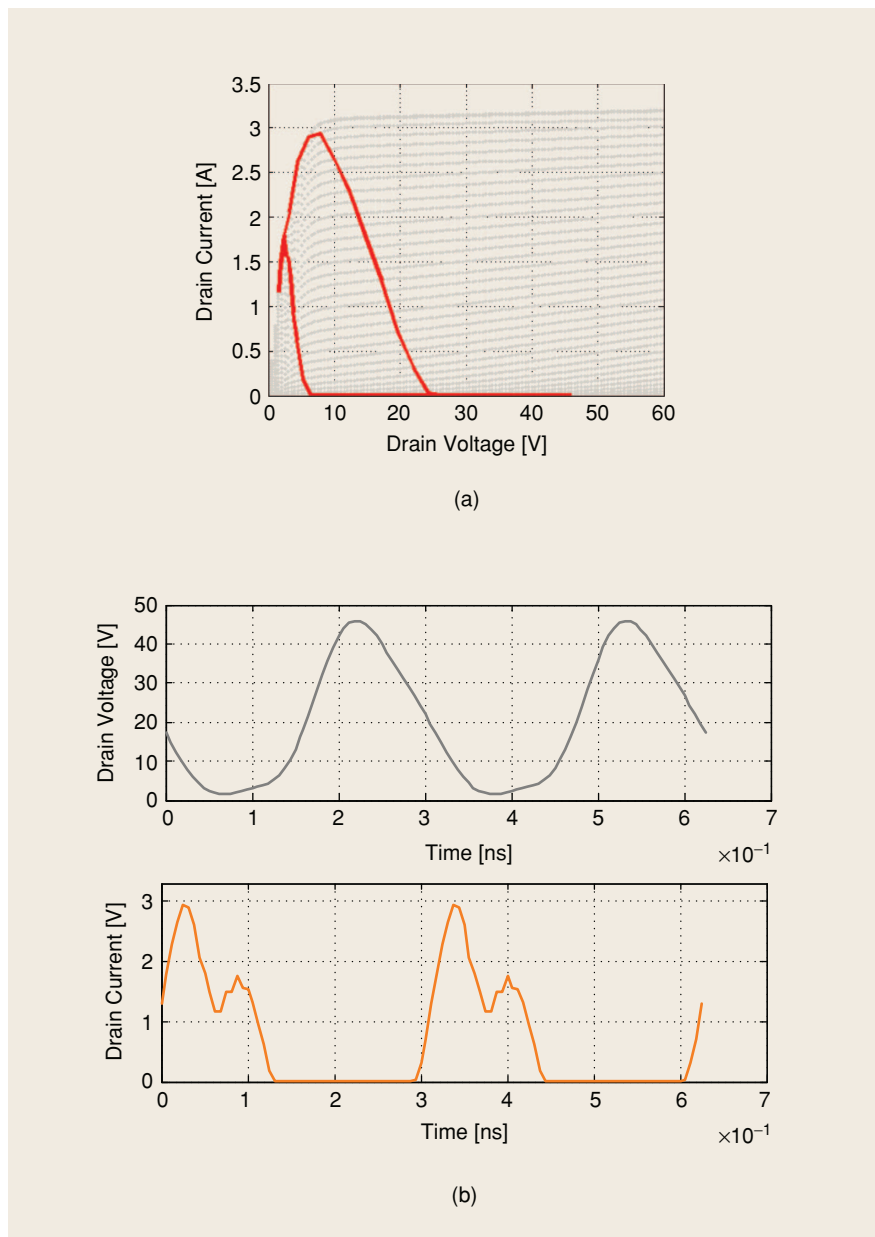 3.5
3
2.5
2
1.5
1
0.5
0
Drain Current [A]
0 10 20 30 40 50 60
Drain Voltage [V]
(a)
50
40
30
20
10
0
Drain Voltage [V]
0 1 2 3 4 5 6 7
Time [ns]
×10⁻¹
3
2
1
0
Drain Current [V]
0 1 2 3 4 5 6 7
Time [ns]
×10⁻¹
(b)